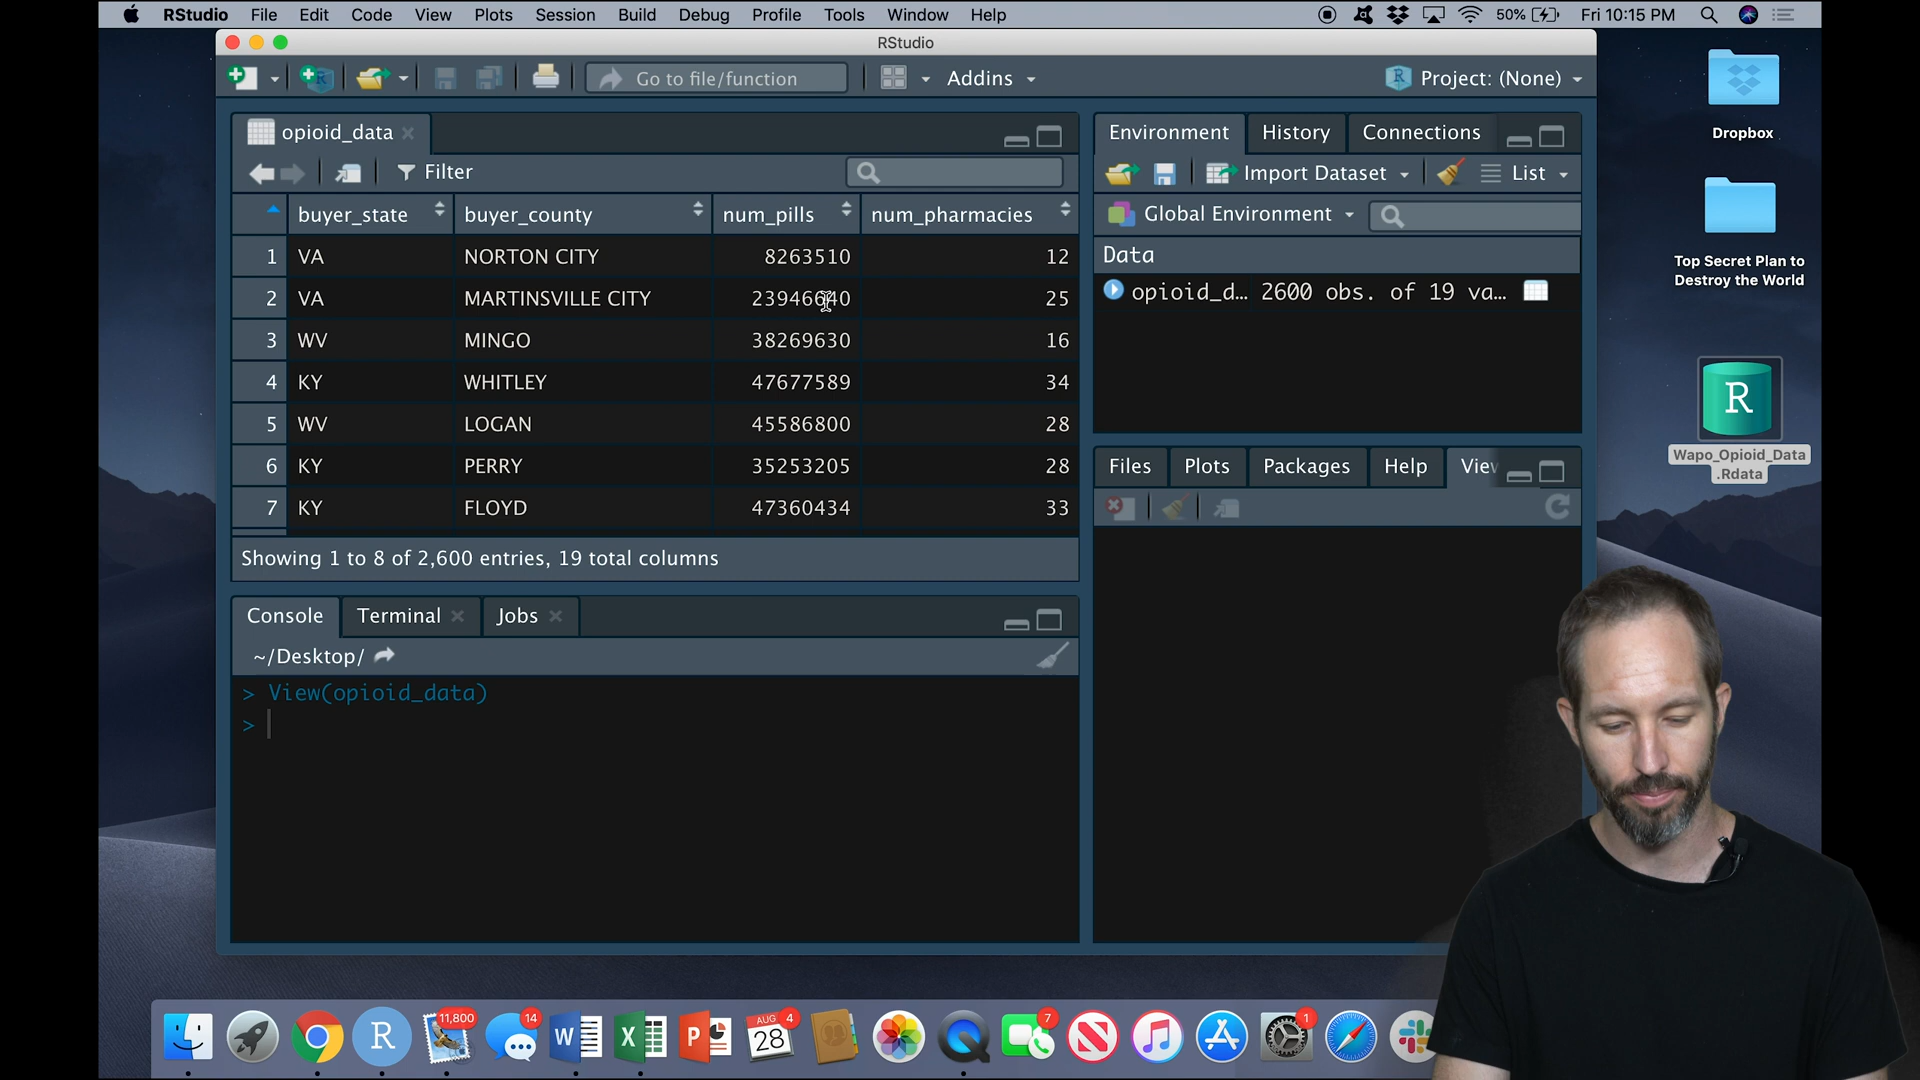 RStudio File Edit Code View Plots Session Build Debug Profile Tools Window Help 50% Fri 10:15 PM
RStudio
Go to file/function Addins Project: (None)
opioid_data
Filter
buyer_state buyer_county num_pills num_pharmacies
1 VA NORTON CITY 8263510 12
2 VA MARTINSVILLE CITY 23946640 25
3 WV MINGO 38269630 16
4 KY WHITLEY 47677589 34
5 WV LOGAN 45586800 28
6 KY PERRY 35253205 28
7 KY FLOYD 47360434 33
Showing 1 to 8 of 2,600 entries, 19 total columns
Console Terminal Jobs
~/Desktop/
> View(opioid_data)
>
Environment History Connections
Import Dataset List
Global Environment
Data
opioid_d… 2600 obs. of 19 va…
Files Plots Packages Help View
Dropbox
Top Secret Plan to
Destroy the World
R
Wapo_Opioid_Data
.Rdata
R
11,800
14
W
X
P
AUG
28
4
7
N
A
1